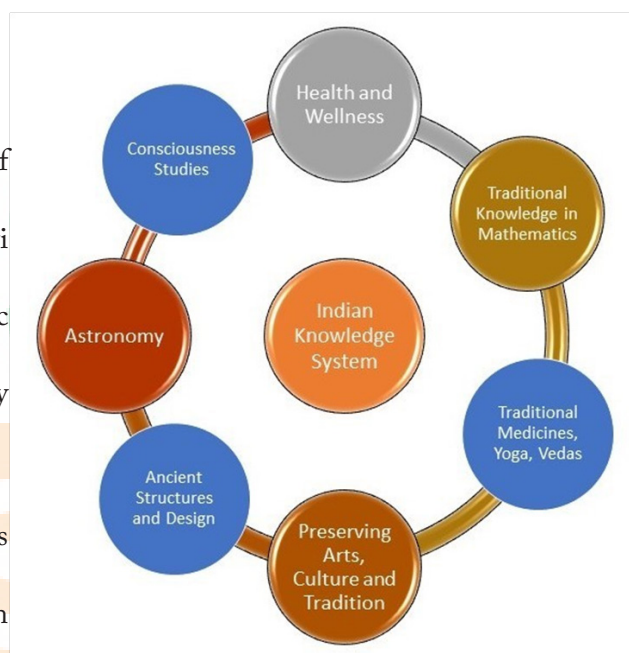 Health and
Wellness
Consciousness
Studies
Traditional
Knowledge in
Mathematics
Indian
Knowledge
System
Astronomy
Traditional
Medicines,
Yoga, Vedas
Ancient
Structures
and Design
Preserving
Arts,
Culture and
Tradition